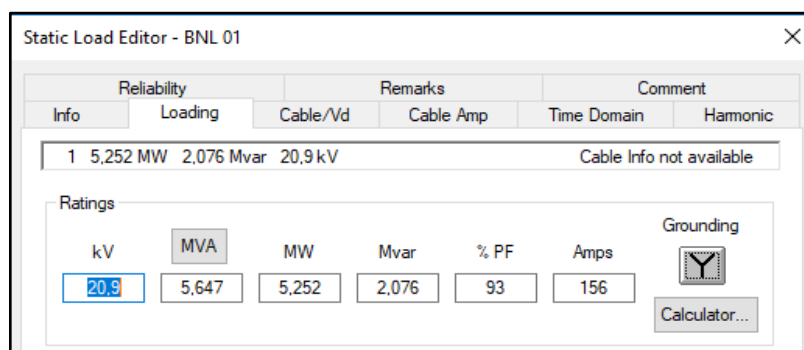 Static Load Editor - BNL 01
Reliability Remarks Comment
Info Loading Cable/Vd Cable Amp Time Domain Harmonic
1 5,252 MW 2,076 Mvar 20,9 kV Cable Info not available
Ratings
Grounding
kV MVA MW Mvar % PF Amps
20,9 5,647 5,252 2,076 93 156
Calculator...